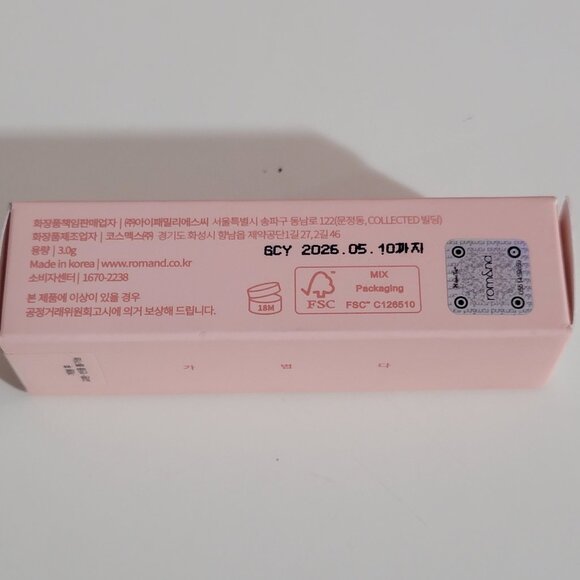 화장품책임판매업자 | ㈜아이패밀리에스씨 서울특별시 송파구 동남로 122(문정동, COLLECTED 빌딩)
화장품제조업자 | 코스맥스㈜ 경기도 화성시 향남읍 제약공단1길 27, 2길 46
용량 | 3.0g
Made in korea | www.romand.co.kr
소비자센터 | 1670-2238
본 제품에 이상이 있을 경우
공정거래위원회고시에 의거 보상해 드립니다.
GCY 2026.05.10까지
18M
FSC
MIX
Packaging
FSC™ C126510
rom&nd
가 볍 다